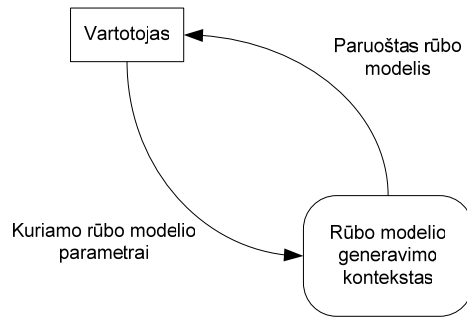 Vartotojas
Paruoštas rūbo
modelis
Kuriamo rūbo modelio
parametrai
Rūbo modelio
generavimo
kontekstas